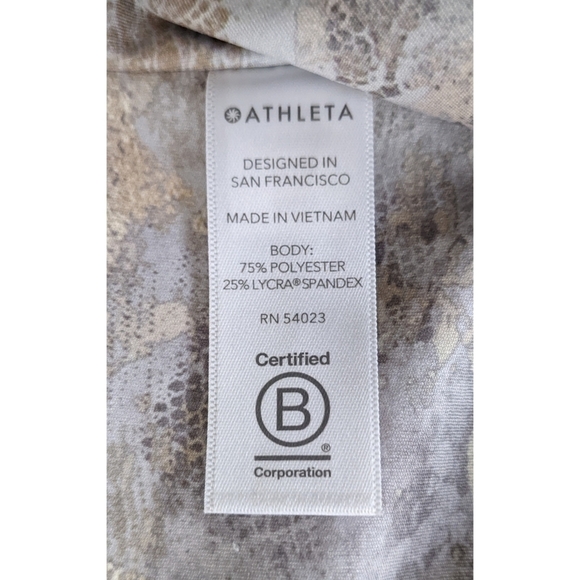 ATHLETA
DESIGNED IN
SAN FRANCISCO
MADE IN VIETNAM
BODY:
75% POLYESTER
25% LYCRA®SPANDEX
RN 54023
Certified
B
®
Corporation